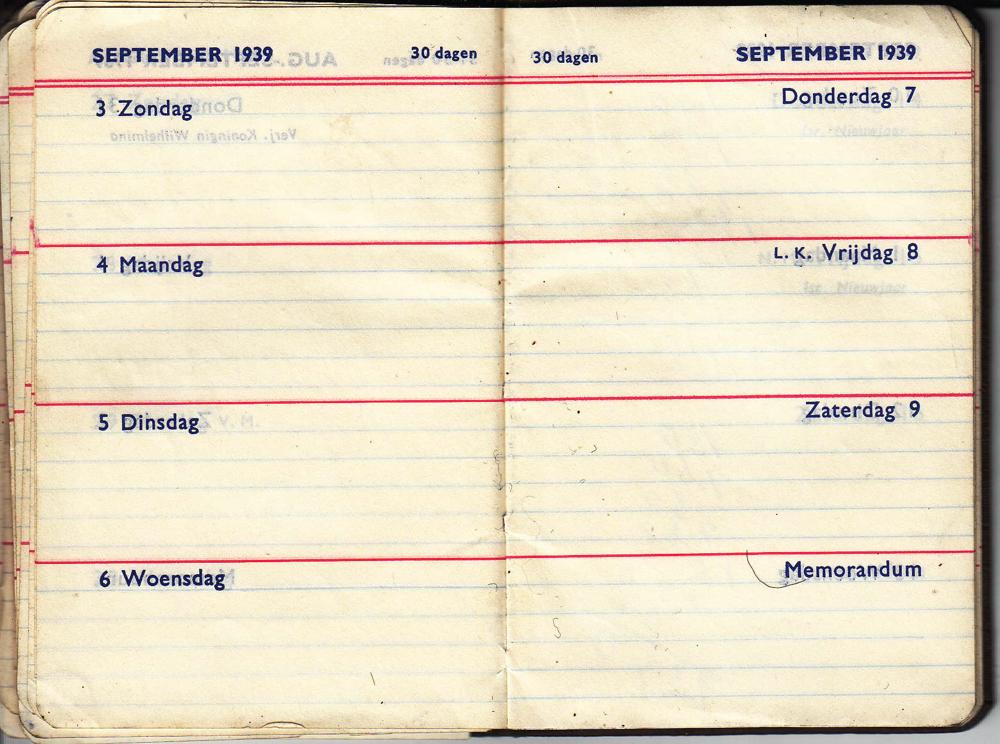 SEPTEMBER 1939 30 dagen
3 Zondag
4 Maandag
5 Dinsdag
6 Woensdag
30 dagen SEPTEMBER 1939
Donderdag 7
L. K. Vrijdag 8
Zaterdag 9
Memorandum